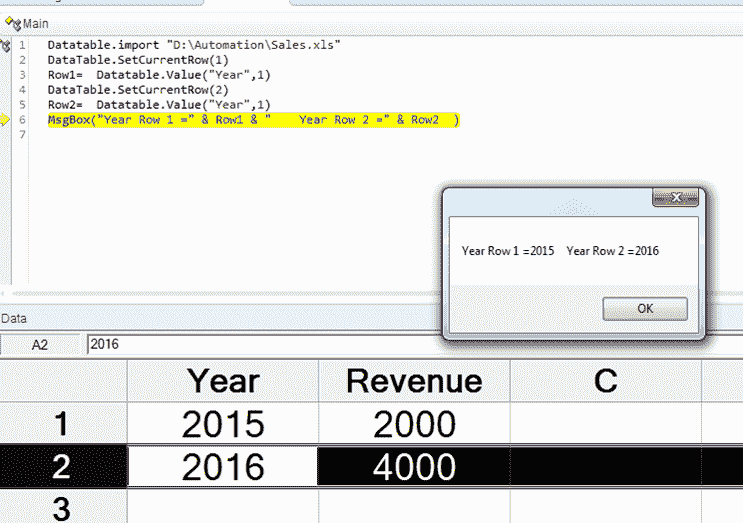 Main
1 Datatable.import "D:\Automation\Sales.xls"
2 DataTable.SetCurrentRow(1)
3 Row1=  Datatable.Value("Year",1)
4 DataTable.SetCurrentRow(2)
5 Row2=  Datatable.Value("Year",1)
6 MsgBox("Year Row 1 =" & Row1 & "    Year Row 2 =" & Row2  )
7
Year Row 1 =2015    Year Row 2 =2016
OK
Data
A2 2016
Year Revenue C
1 2015 2000
2 2016 4000
3